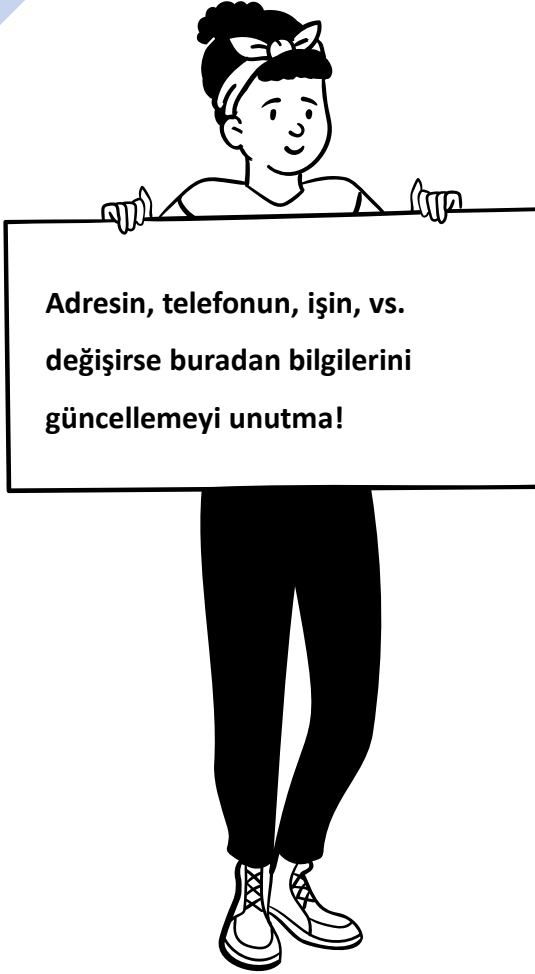 Adresin, telefonun, işin, vs.
değişirse buradan bilgilerini
güncellemeyi unutma!